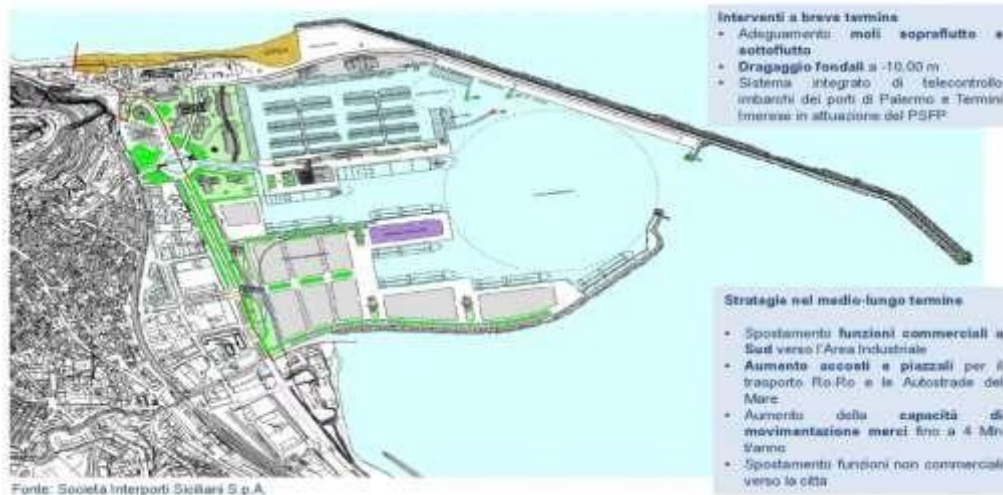 Interventi a breve termine
• Adeguamento moli sopraflutto e
sottoflutto
• Dragaggio fondali a -10,00 m
• Sistema integrato di telecontrollo
imbarchi dei porti di Palermo e Termini
Imerese in attuazione del PSFP
Strategie nel medio-lungo termine
• Spostamento funzioni commerciali a
Sud verso l'Area Industriale
• Aumento accosti e piazzali per il
trasporto Ro-Ro e le Autostrade del
Mare
• Aumento della capacità di
movimentazione merci fino a 4 Mln
t/anno
• Spostamento funzioni non commerciali
verso la città
Fonte: Società Interporti Siciliani S.p.A.